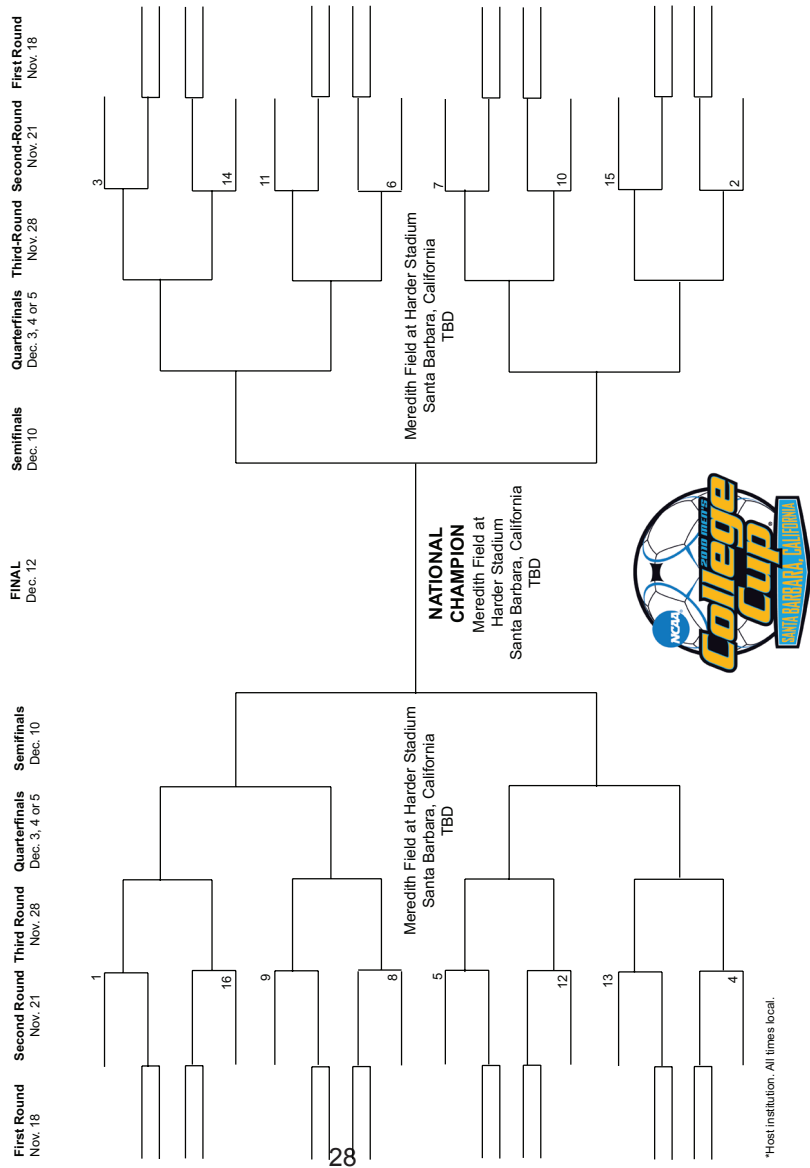 First Round
Nov. 18
Second Round
Nov. 21
Third Round
Nov. 28
Quarterfinals
Dec. 3, 4 or 5
Semifinals
Dec. 10
FINAL
Dec. 12
Semifinals
Dec. 10
Quarterfinals
Dec. 3, 4 or 5
Third-Round
Nov. 28
Second-Round
Nov. 21
First Round
Nov. 18
1
16
9
8
5
12
13
4
3
14
11
6
7
10
15
2
Meredith Field at Harder Stadium
Santa Barbara, California
TBD
NATIONAL
CHAMPION
Meredith Field at
Harder Stadium
Santa Barbara, California
TBD
Meredith Field at Harder Stadium
Santa Barbara, California
TBD
NCAA
2010 MEN'S
College
Cup
SANTA BARBARA, CALIFORNIA
*Host institution. All times local.
28